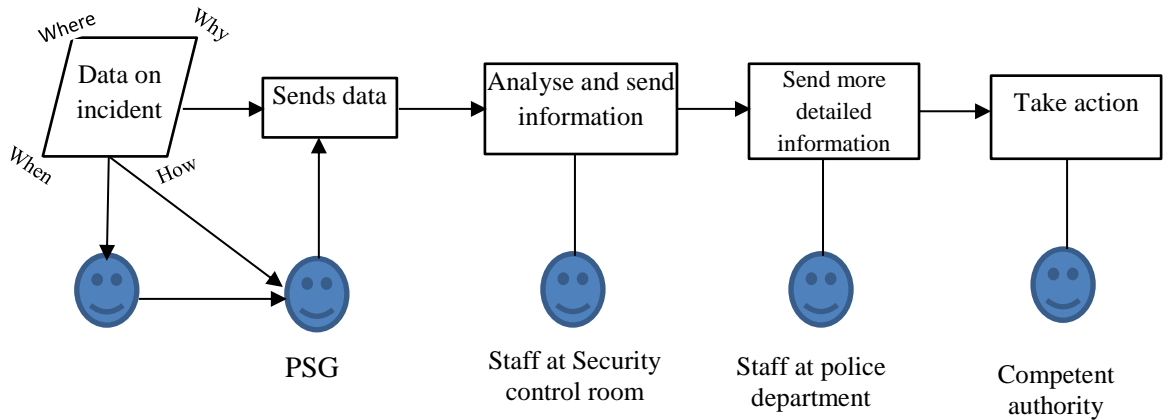 Where
Why
Data on
incident
When
How
Sends data
Analyse and send
information
Send more
detailed
information
Take action
PSG
Staff at Security
control room
Staff at police
department
Competent
authority